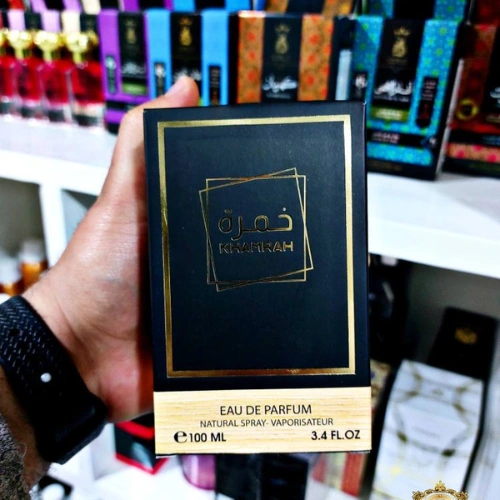 خمرة
KHAMRAH
EAU DE PARFUM
NATURAL SPRAY- VAPORISATEUR
e 100 ML 3.4 FL.OZ